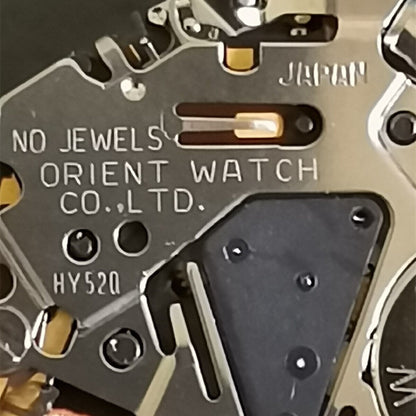 JAPAN
NO JEWELS
ORIENT WATCH
CO.,LTD.
HY52Q